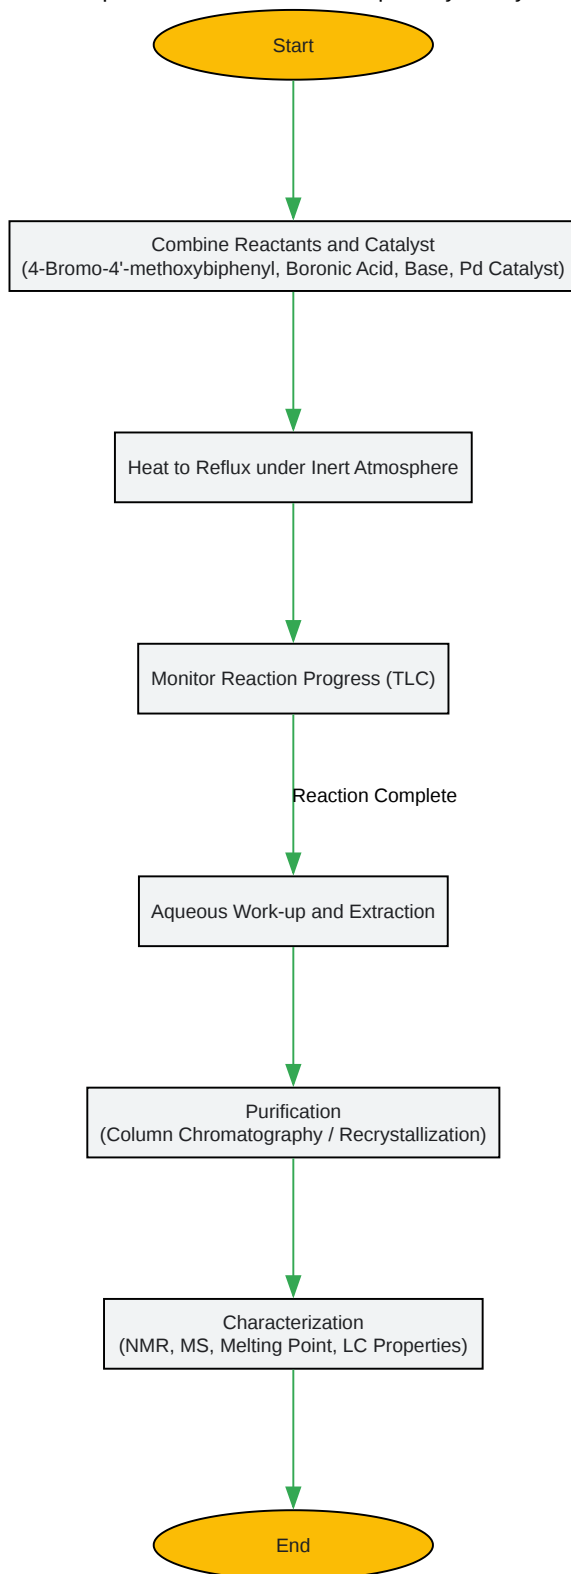 Start
Combine Reactants and Catalyst
(4-Bromo-4'-methoxybiphenyl, Boronic Acid, Base, Pd Catalyst)
Heat to Reflux under Inert Atmosphere
Monitor Reaction Progress (TLC)
Reaction Complete
Aqueous Work-up and Extraction
Purification
(Column Chromatography / Recrystallization)
Characterization
(NMR, MS, Melting Point, LC Properties)
End